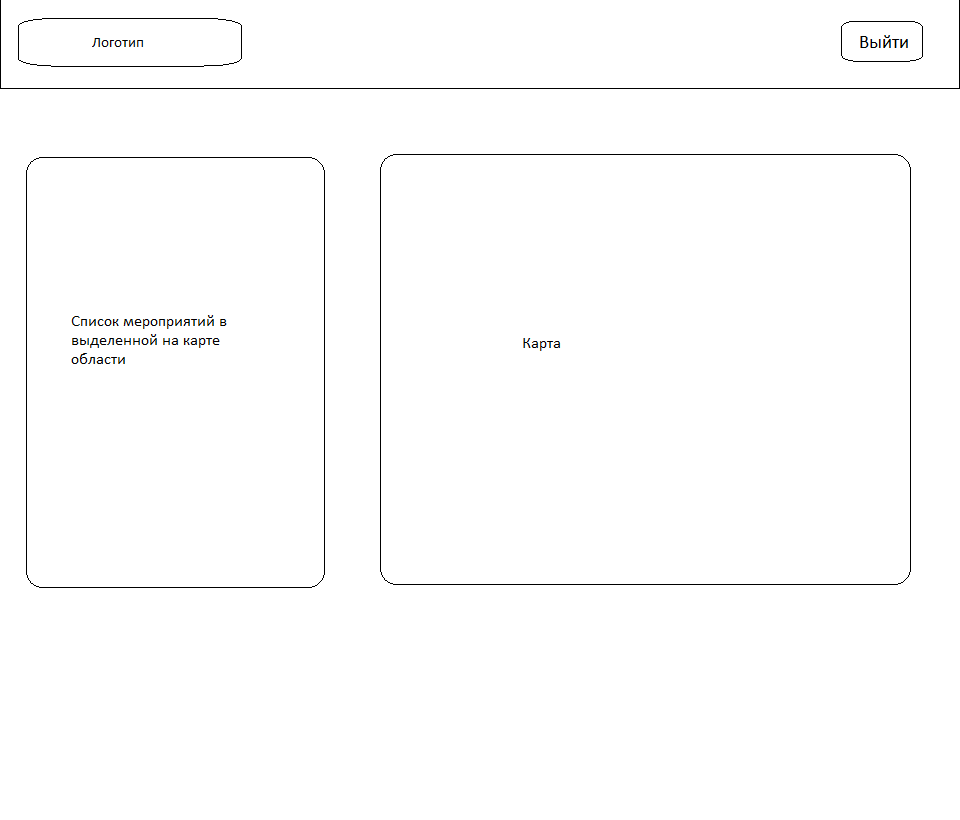 Логотип
Выйти
Список мероприятий в
выделенной на карте
области
Карта